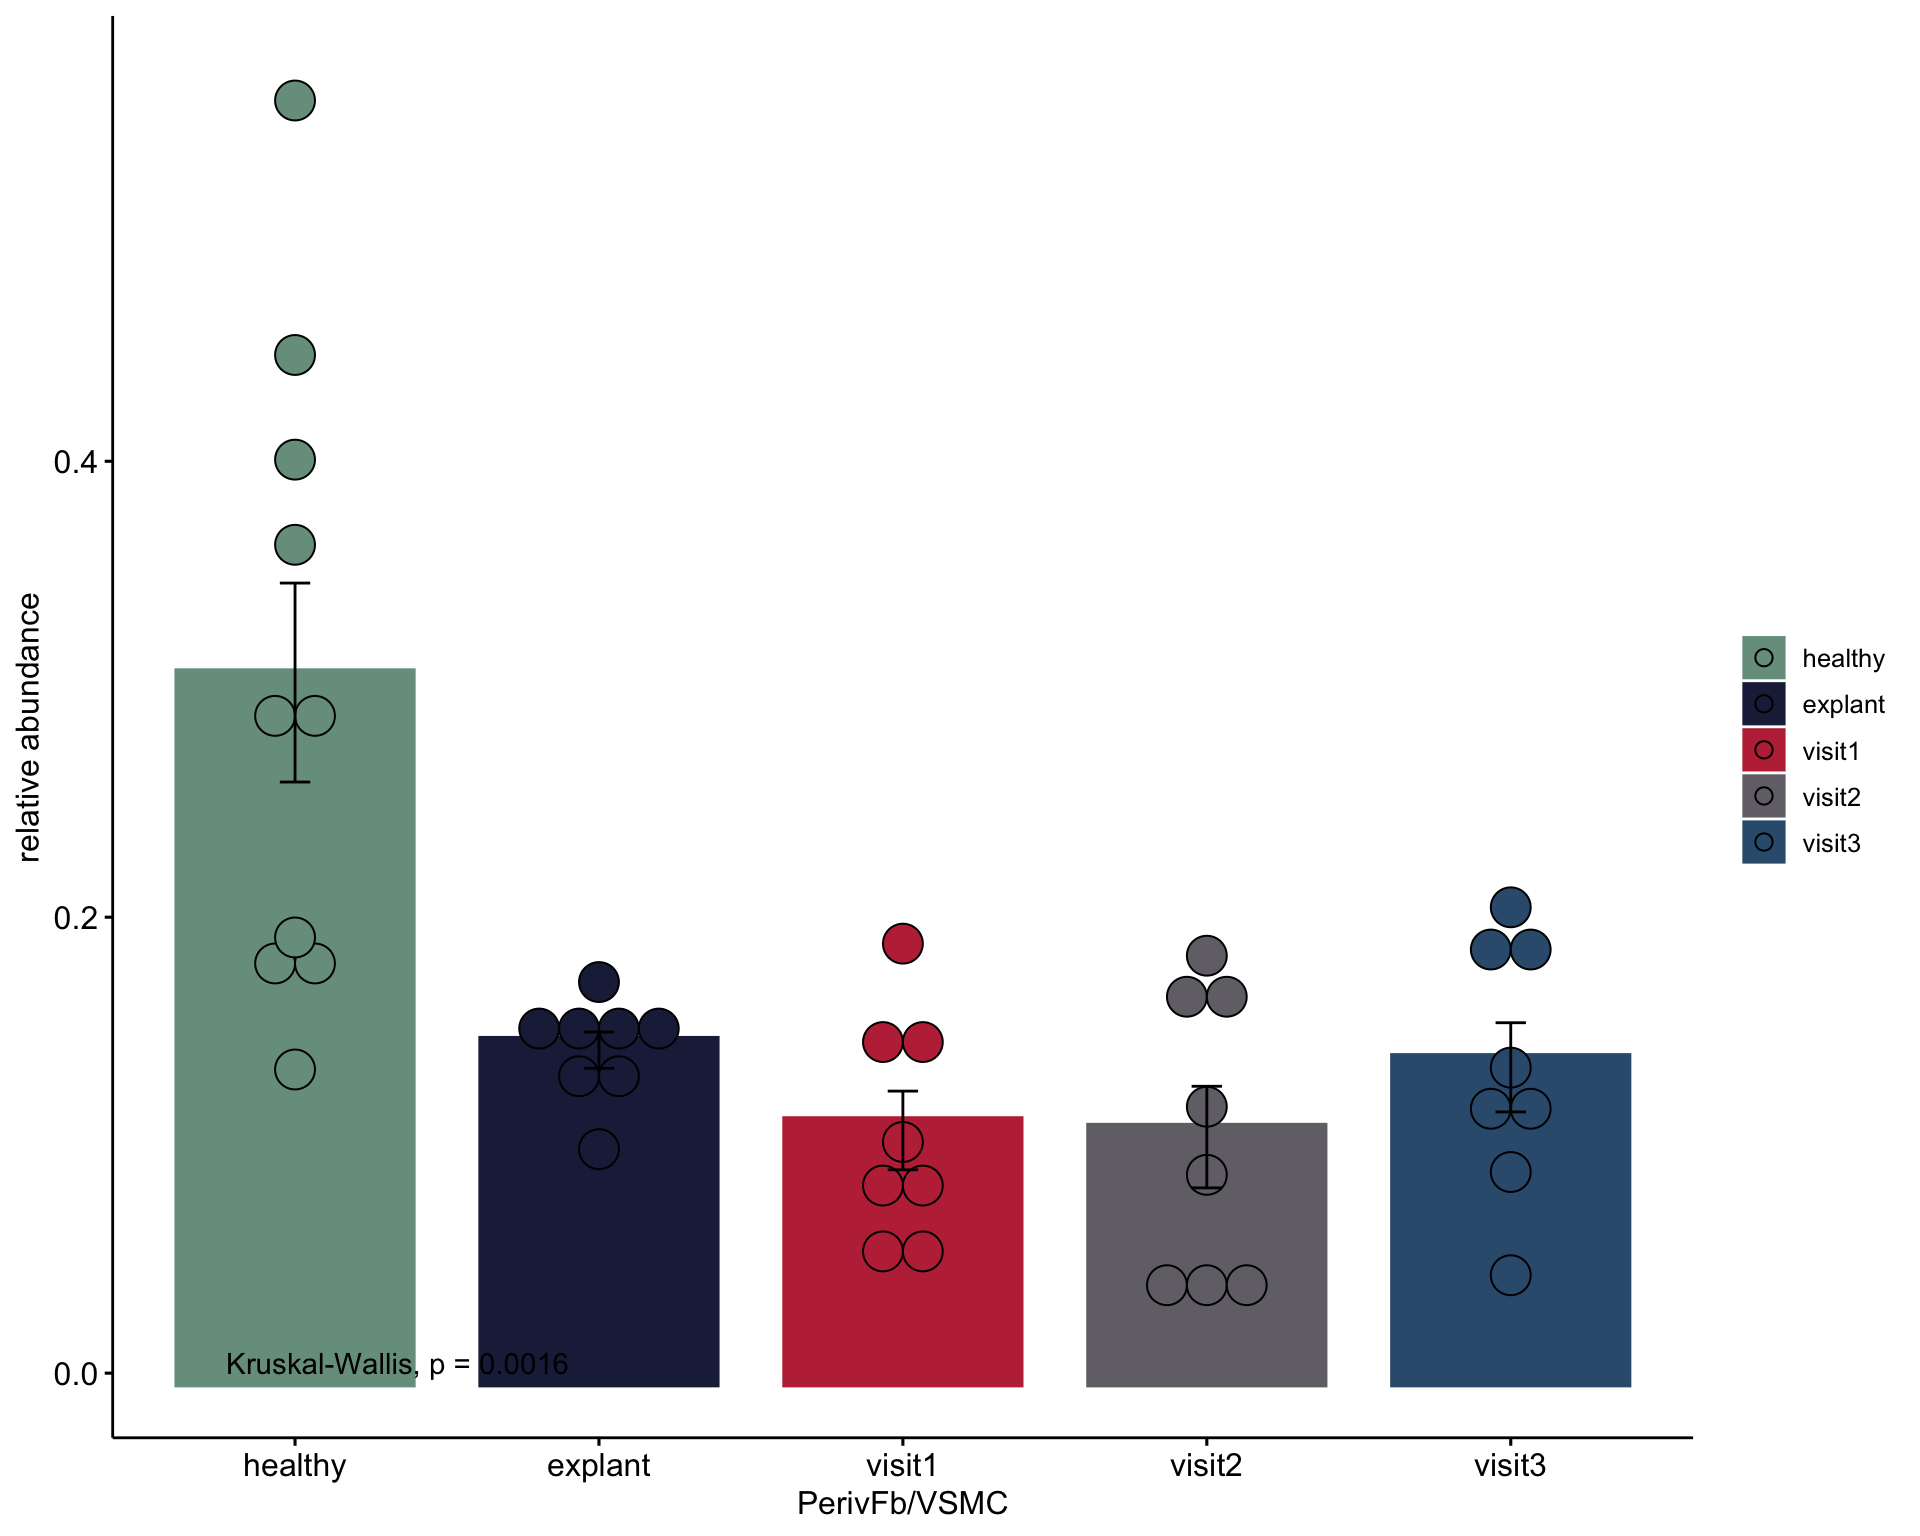 relative abundance
0.4
0.2
0.0
Kruskal-Wallis, p = 0.0016
healthy
explant
visit1
visit2
visit3
PerivFb/VSMC
healthy
explant
visit1
visit2
visit3